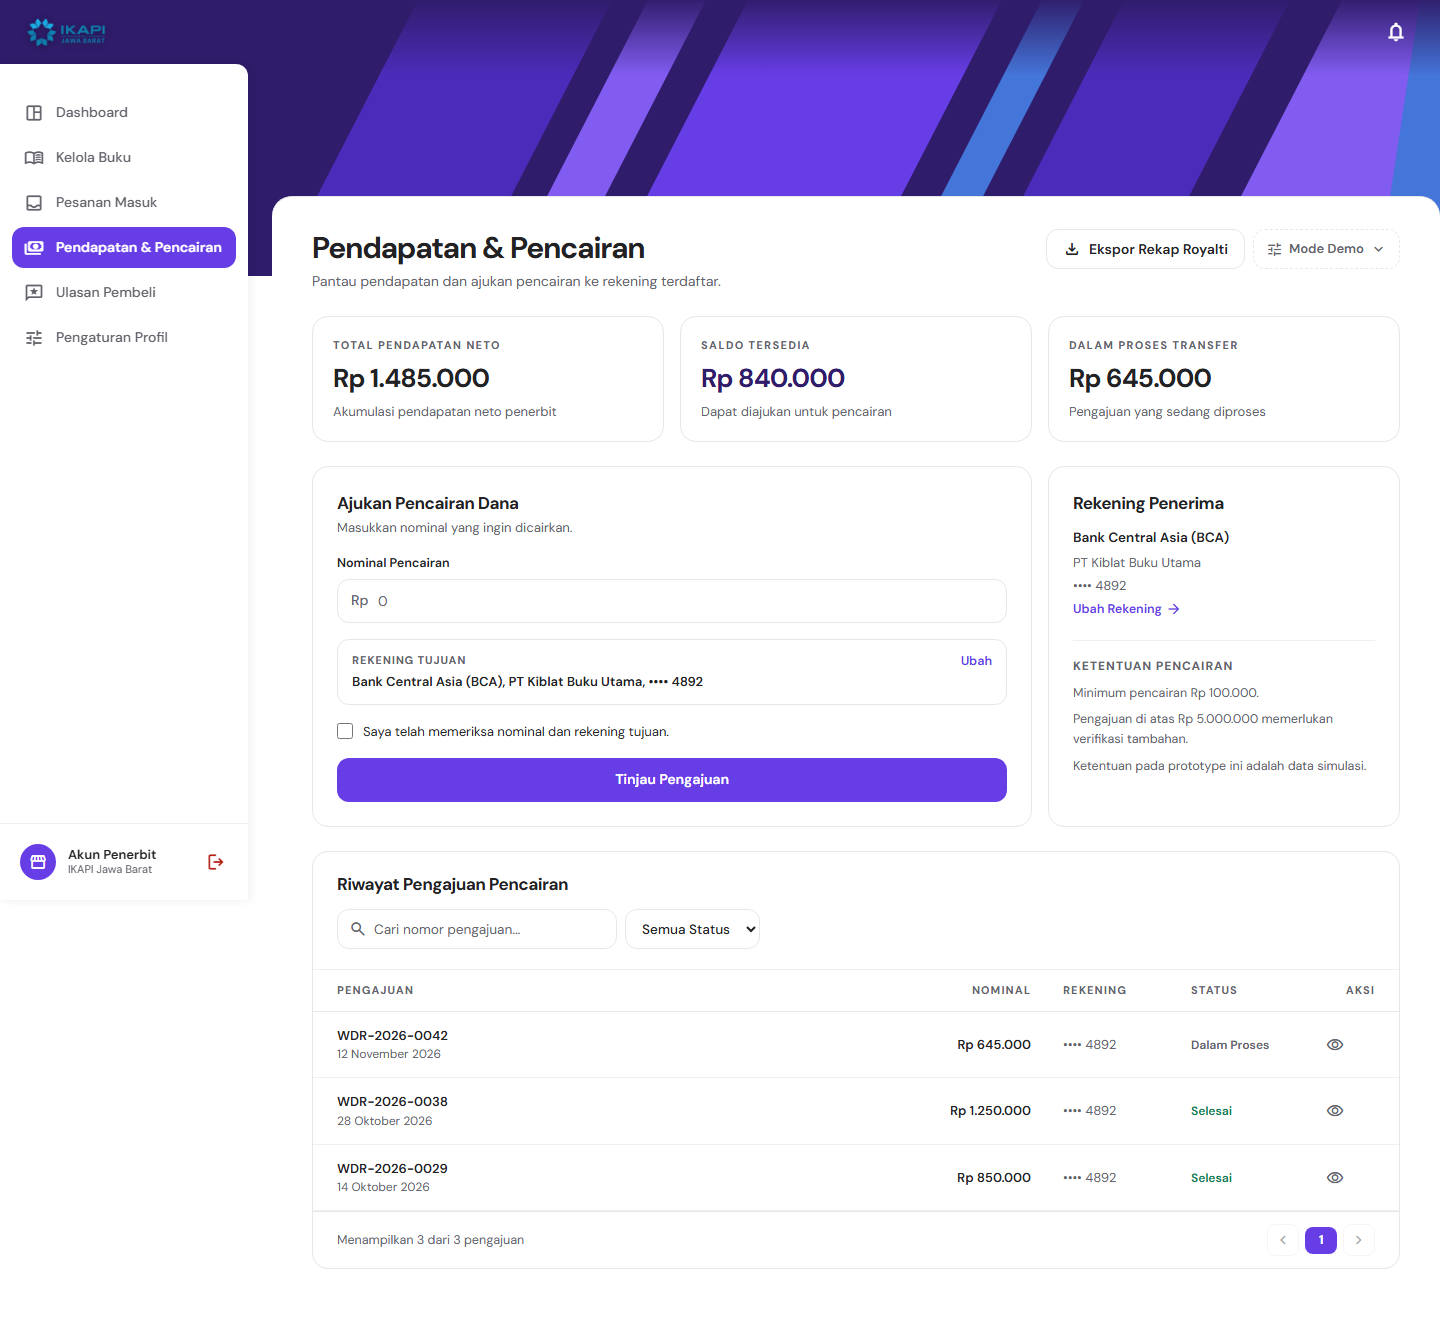 IKAPI
JAWA BARAT
Dashboard
Kelola Buku
Pesanan Masuk
Pendapatan & Pencairan
Ulasan Pembeli
Pengaturan Profil
Akun Penerbit
IKAPI Jawa Barat
Pendapatan & Pencairan
Pantau pendapatan dan ajukan pencairan ke rekening terdaftar.
Ekspor Rekap Royalti
Mode Demo
TOTAL PENDAPATAN NETO
Rp 1.485.000
Akumulasi pendapatan neto penerbit
SALDO TERSEDIA
Rp 840.000
Dapat diajukan untuk pencairan
DALAM PROSES TRANSFER
Rp 645.000
Pengajuan yang sedang diproses
Ajukan Pencairan Dana
Masukkan nominal yang ingin dicairkan.
Nominal Pencairan
Rp 0
REKENING TUJUAN
Ubah
Bank Central Asia (BCA), PT Kiblat Buku Utama, •••• 4892
Saya telah memeriksa nominal dan rekening tujuan.
Tinjau Pengajuan
Rekening Penerima
Bank Central Asia (BCA)
PT Kiblat Buku Utama
•••• 4892
Ubah Rekening →
KETENTUAN PENCAIRAN
Minimum pencairan Rp 100.000.
Pengajuan di atas Rp 5.000.000 memerlukan
verifikasi tambahan.
Ketentuan pada prototype ini adalah data simulasi.
Riwayat Pengajuan Pencairan
Cari nomor pengajuan...
Semua Status
PENGAJUAN NOMINAL REKENING STATUS AKSI
WDR-2026-0042
12 November 2026
Rp 645.000 •••• 4892 Dalam Proses
WDR-2026-0038
28 Oktober 2026
Rp 1.250.000 •••• 4892 Selesai
WDR-2026-0029
14 Oktober 2026
Rp 850.000 •••• 4892 Selesai
Menampilkan 3 dari 3 pengajuan
1